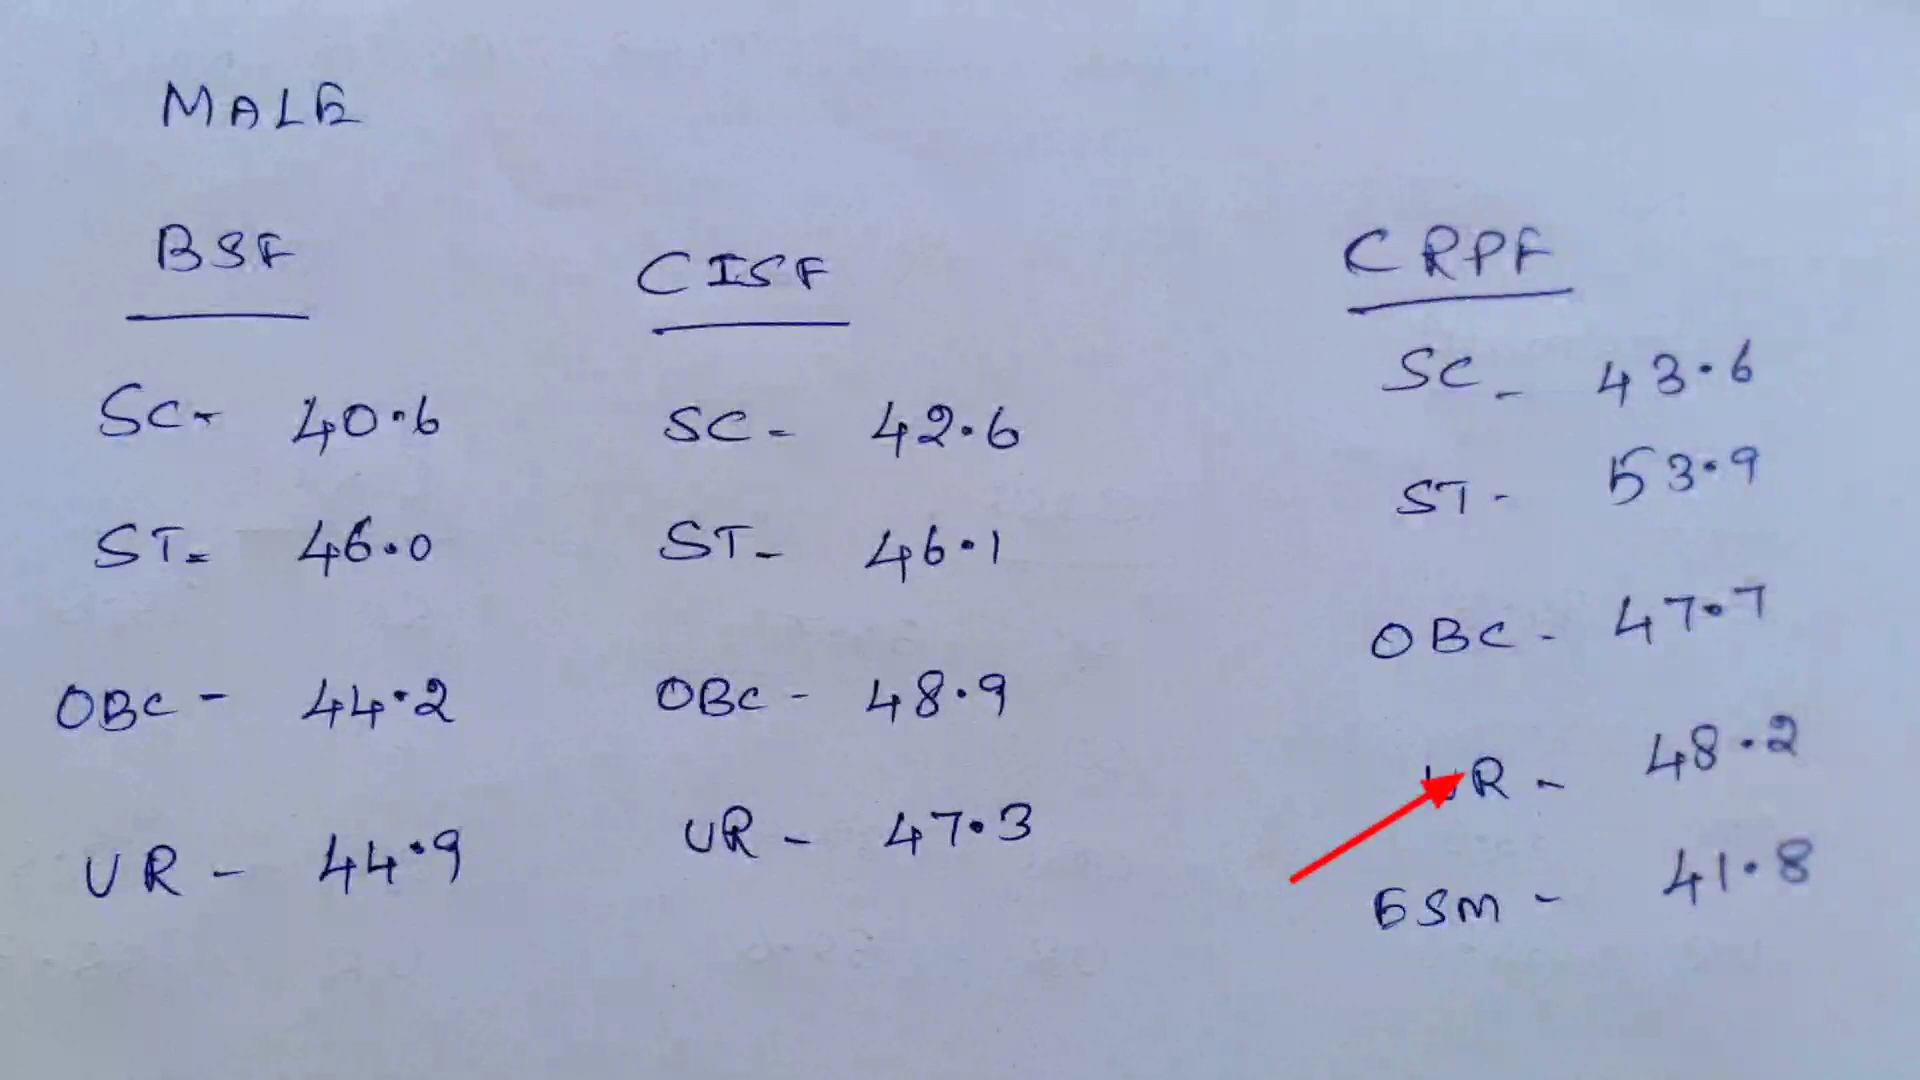 MALE
BSF
SC- 40.6
ST- 46.0
OBC- 44.2
UR- 44.9
CISF
SC- 42.6
ST- 46.1
OBC- 48.9
UR- 47.3
CRPF
SC- 43.6
ST- 53.9
OBC- 47.7
UR- 48.2
ESM- 41.8